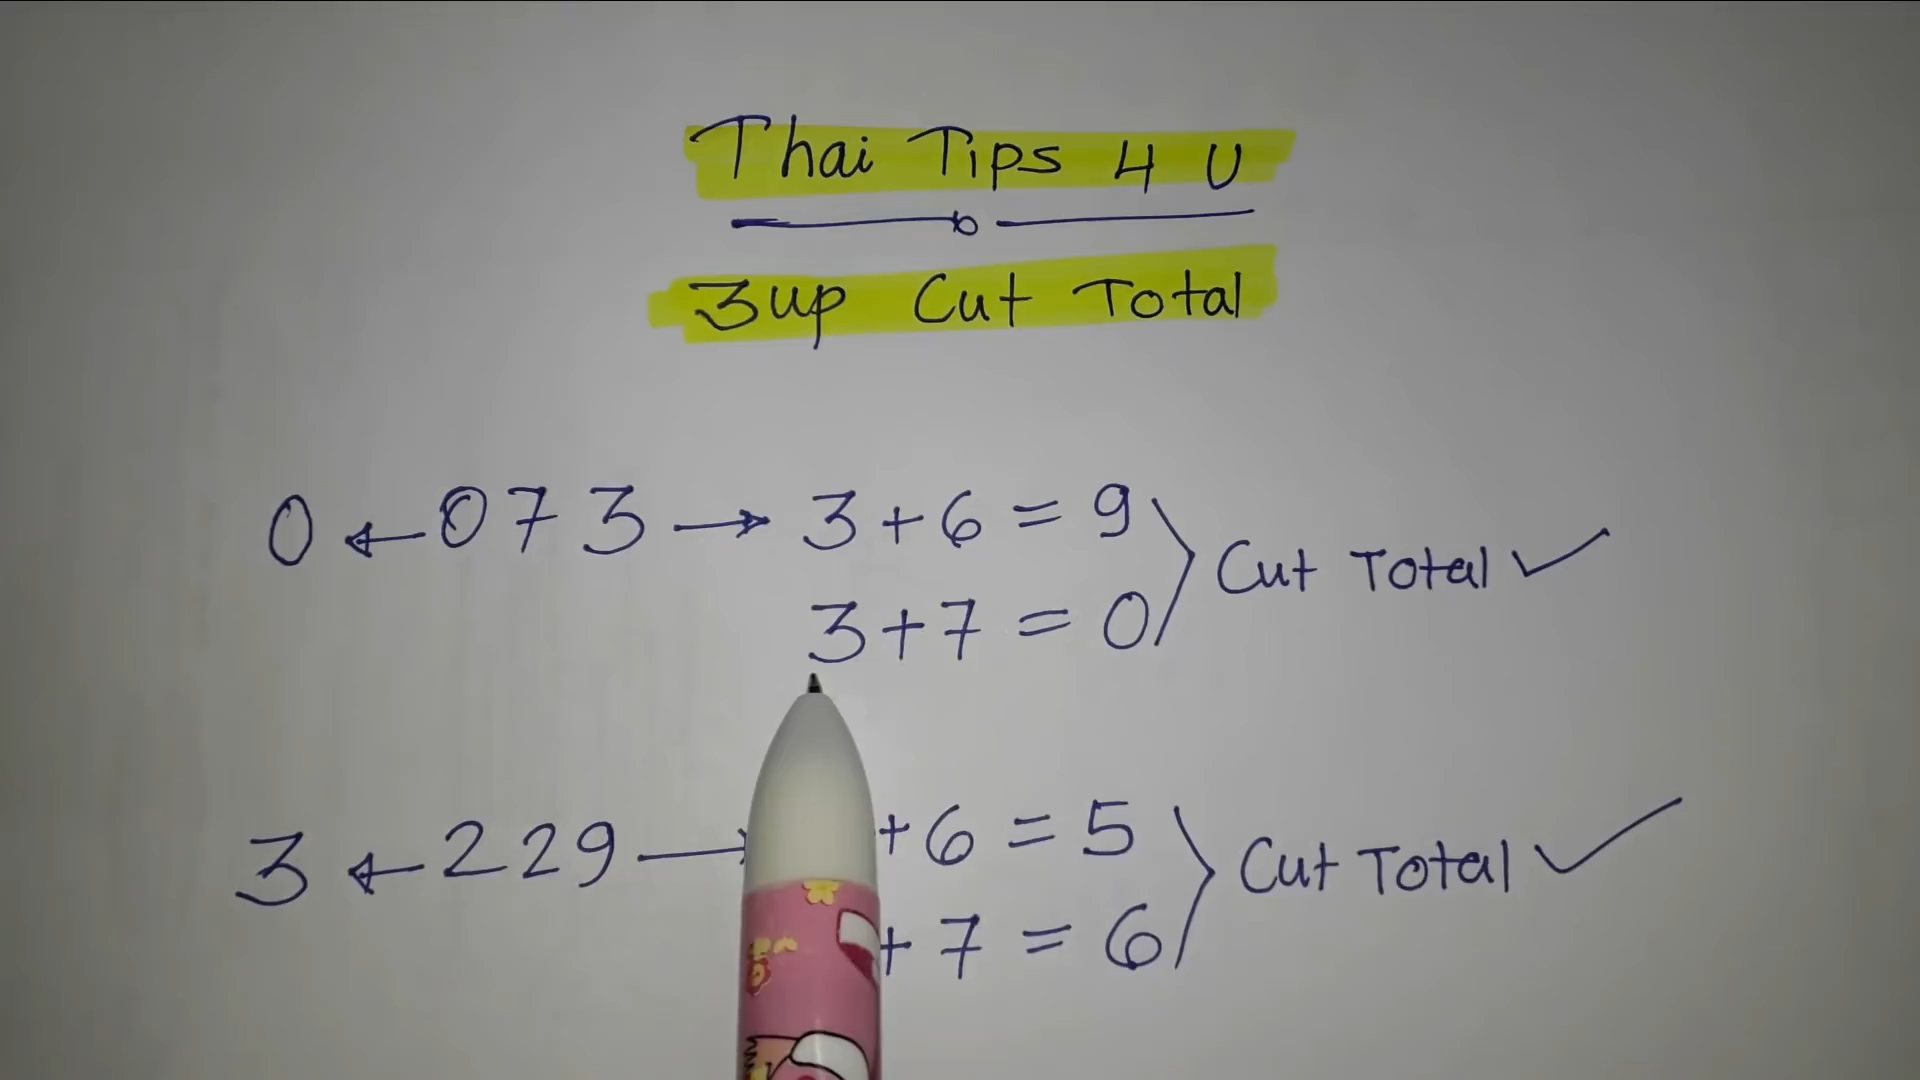 Thai Tips 4 U
3up Cut Total
0 ← 073 → 3+6 = 9
3+7 = 0
Cut Total ✓
3 ← 229 → +6 = 5
+7 = 6
Cut Total ✓